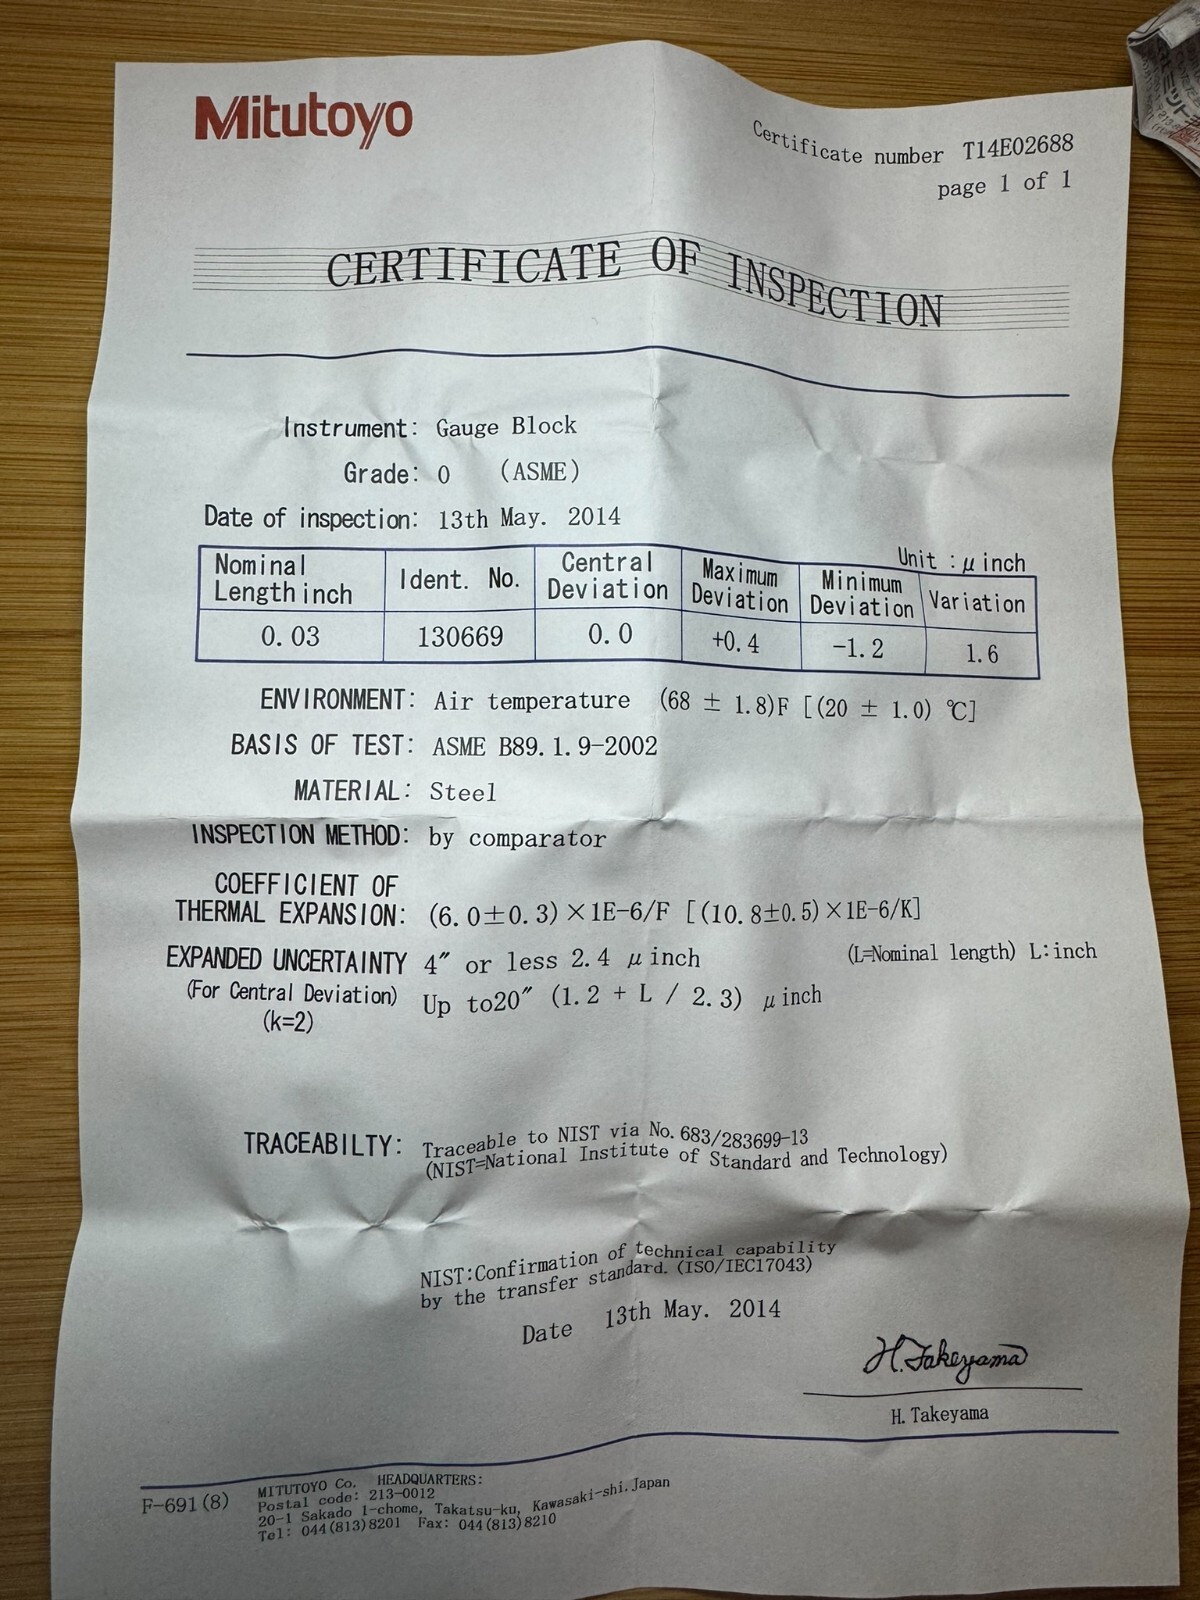 Mitutoyo
Certificate number T14E02688
page 1 of 1
CERTIFICATE OF INSPECTION
Instrument: Gauge Block
Grade: 0 (ASME)
Date of inspection: 13th May. 2014
Unit : μ inch
Nominal Length inch Ident. No. Central Deviation Maximum Deviation Minimum Deviation Variation
0.03 130669 0.0 +0.4 -1.2 1.6
ENVIRONMENT: Air temperature (68 ± 1.8)F [(20 ± 1.0) ℃]
BASIS OF TEST: ASME B89.1.9-2002
MATERIAL: Steel
INSPECTION METHOD: by comparator
COEFFICIENT OF
THERMAL EXPANSION: (6.0±0.3)×1E-6/F [(10.8±0.5)×1E-6/K]
EXPANDED UNCERTAINTY 4″ or less 2.4 μ inch (L=Nominal length) L:inch
(For Central Deviation) Up to20″ (1.2 + L / 2.3) μ inch
(k=2)
TRACEABILTY: Traceable to NIST via No. 683/283699-13
(NIST=National Institute of Standard and Technology)
NIST:Confirmation of technical capability
by the transfer standard. (ISO/IEC17043)
Date 13th May. 2014
H. Takeyama
H. Takeyama
F-691(8)
MITUTOYO Co. HEADQUARTERS:
Postal code: 213-0012
20-1 Sakado 1-chome, Takatsu-ku, Kawasaki-shi. Japan
Tel: 044(813)8201 Fax: 044(813)8210